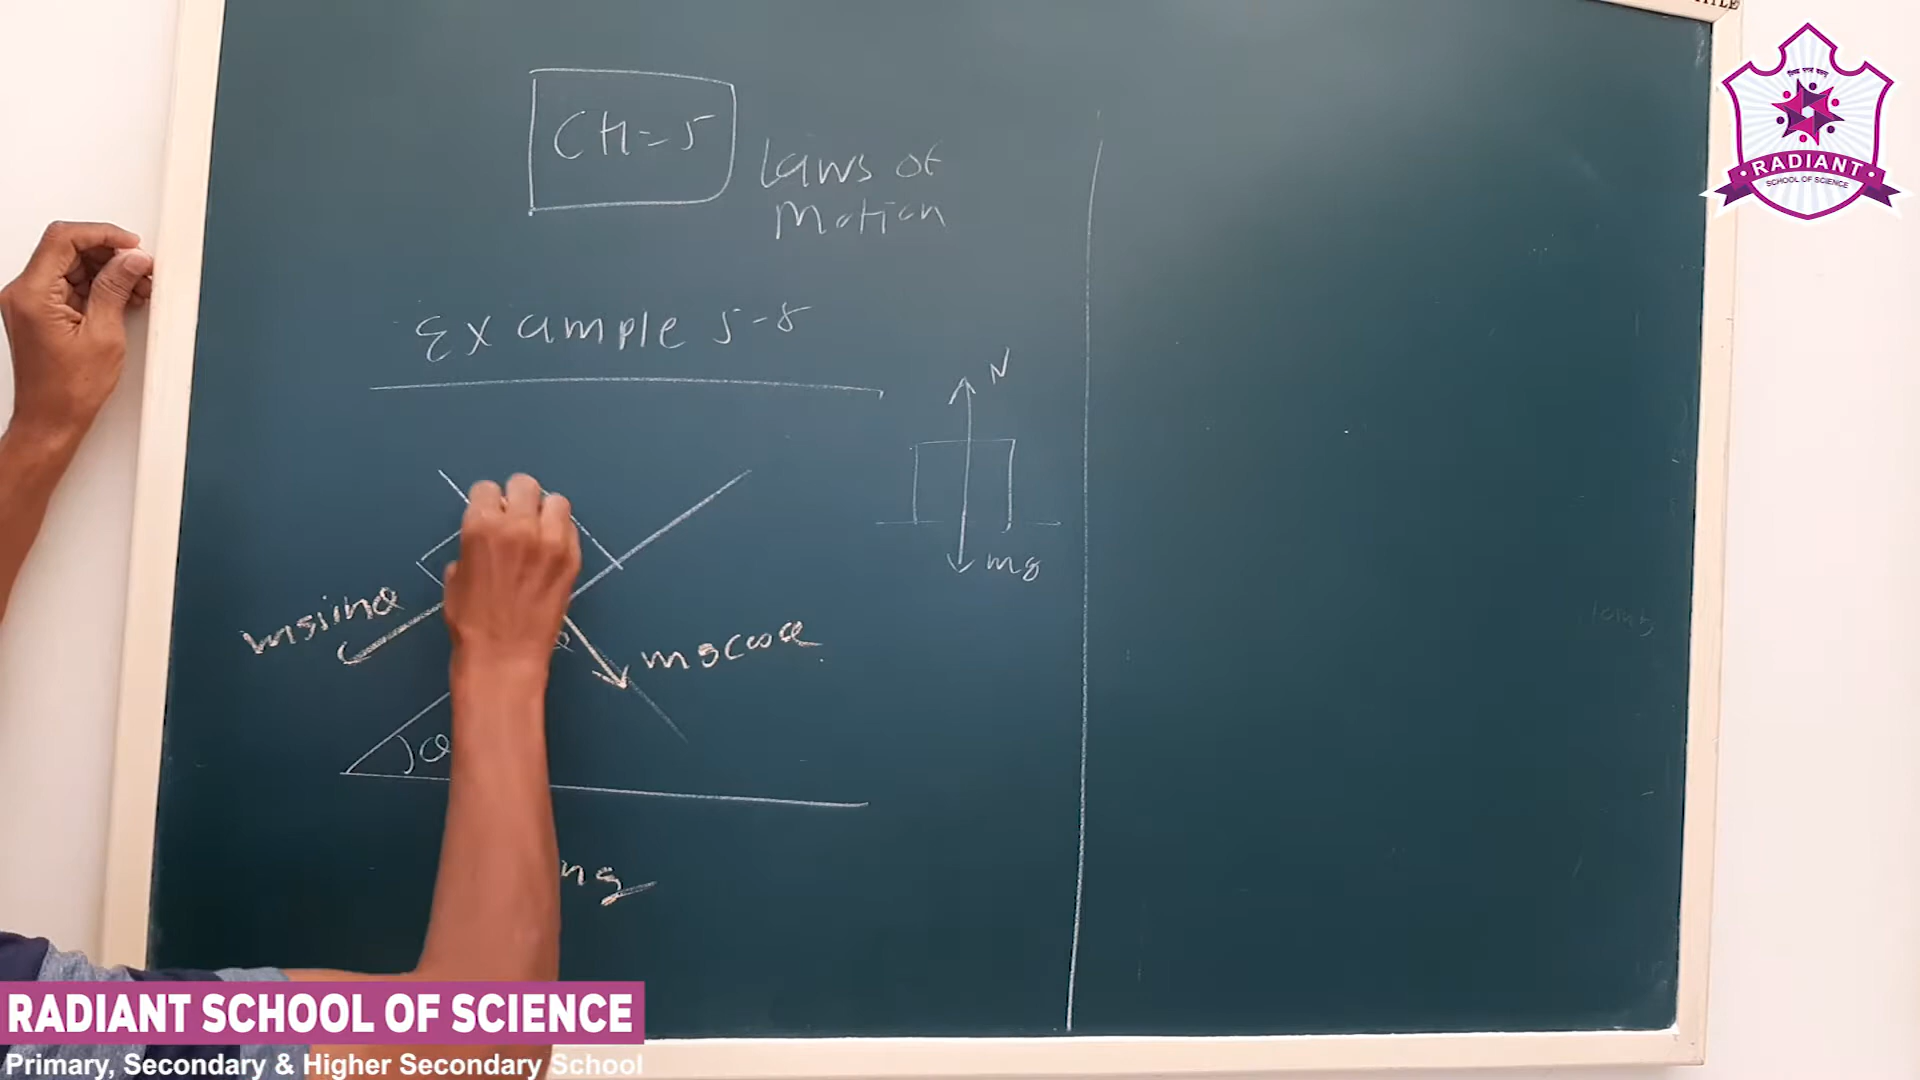 CH=5
Laws of
Motion
Example 5-8
N
mg
mgsinθ
θ
mgcosθ
θ
mg
RADIANT
SCHOOL OF SCIENCE
RADIANT SCHOOL OF SCIENCE
Primary, Secondary & Higher Secondary School